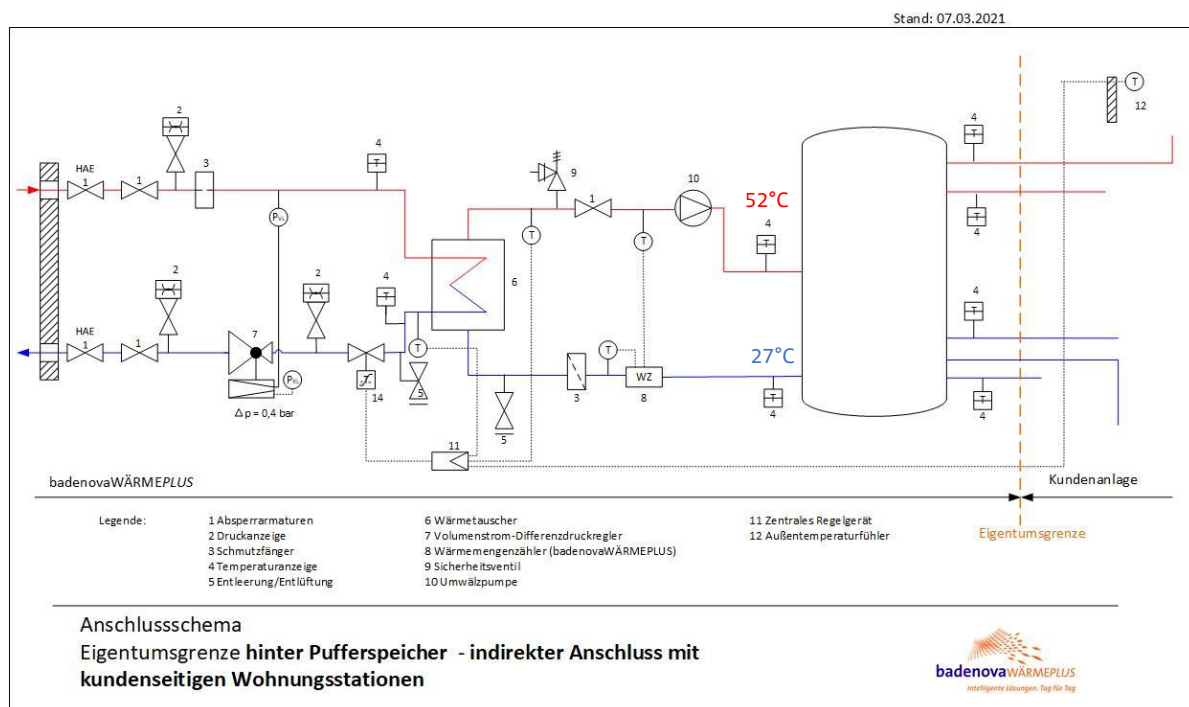 Stand: 07.03.2021
2
4
4
12
HAE
1
1
3
9
1
10
52°C
4
T
T
T
T
T
P VL
T
T
T
4
2
2
4
6
4
T
27°C
HAE
1
1
7
T
T
WZ
T
T
P RL
14
5
5
3
8
4
4
Δp = 0,4 bar
11
badenovaWÄRMEPLUS
Kundenanlage
Eigentumsgrenze
Legende:
1 Absperrarmaturen
2 Druckanzeige
3 Schmutzfänger
4 Temperaturanzeige
5 Entleerung/Entlüftung
6 Wärmetauscher
7 Volumenstrom-Differenzdruckregler
8 Wärmemengenzähler (badenovaWÄRMEPLUS)
9 Sicherheitsventil
10 Umwälzpumpe
11 Zentrales Regelgerät
12 Außentemperaturfühler
Anschlussschema
Eigentumsgrenze hinter Pufferspeicher - indirekter Anschluss mit
kundenseitigen Wohnungsstationen
badenovaWÄRMEPLUS
Intelligente Lösungen. Tag für Tag